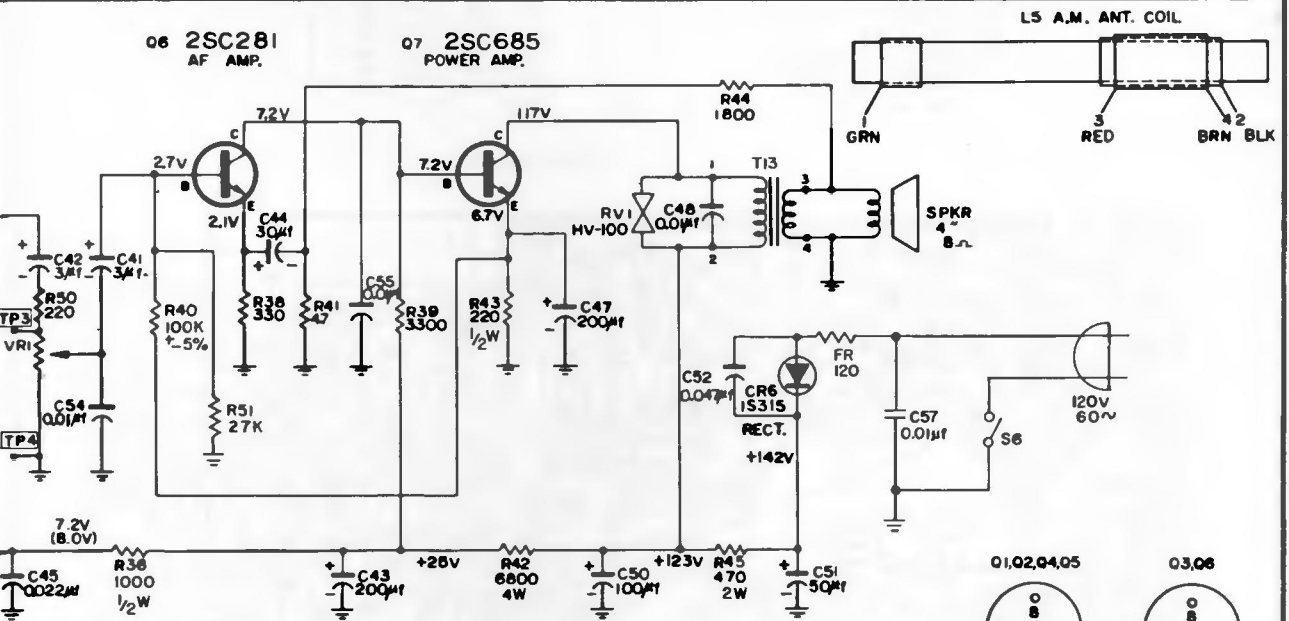 L5 A.M. ANT. COIL
Q6 2SC281
AF AMP.
Q7 2SC685
POWER AMP.
R44
1800
1
GRN
3
RED
4 2
BRN BLK
7.2V
C
2.7V
B
E
2.1V
C44
30µf
+ -
117V
C
7.2V
B
E
6.7V
1
T13
RV1
HV-100
C48
0.01µf
2
3
4
SPKR
4"
8Ω
+
C42
3µf
-
+
C41
3µf
-
R50
220
TP3
VR1
R40
100K
+-5%
R38
330
R41
47
C55
R39
3300
R43
220
1/2W
+
C47
200µf
-
C54
0.01µf
TP4
R51
27K
C52
0.047µf
CR6
1S315
RECT.
+142V
FR
120
C57
0.01µf
S6
120V
60~
7.2V
(8.0V)
C45
0.022µf
R36
1000
1/2W
+
C43
200µf
-
+28V
R42
6800
4W
+
C50
100µf
-
+123V
R45
470
2W
+
C51
50µf
-
Q1,Q2,Q4,Q5
B
Q3,Q6
B